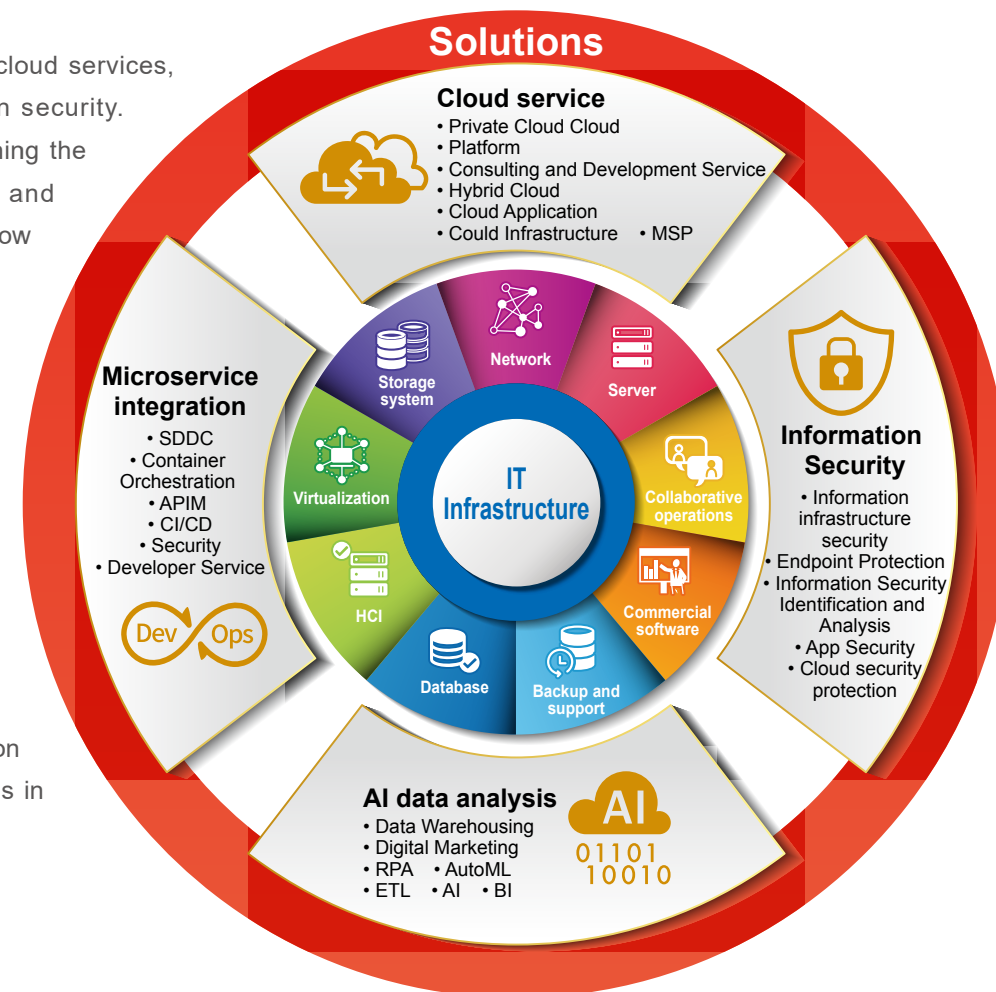 cloud services,
n security.
ing the
and
ow
on
s in
Solutions
Cloud service
• Private Cloud Cloud
• Platform
• Consulting and Development Service
• Hybrid Cloud
• Cloud Application
• Could Infrastructure • MSP
Microservice
integration
• SDDC
• Container
Orchestration
• APIM
• CI/CD
• Security
• Developer Service
Dev Ops
Information
Security
• Information
infrastructure
security
• Endpoint Protection
• Information Security
Identification and
Analysis
• App Security
• Cloud security
protection
AI data analysis
• Data Warehousing
• Digital Marketing
• RPA • AutoML
• ETL • AI • BI
AI
01101
10010
IT
Infrastructure
Network
Server
Collaborative
operations
Commercial
software
Backup and
support
Database
HCI
Virtualization
Storage
system